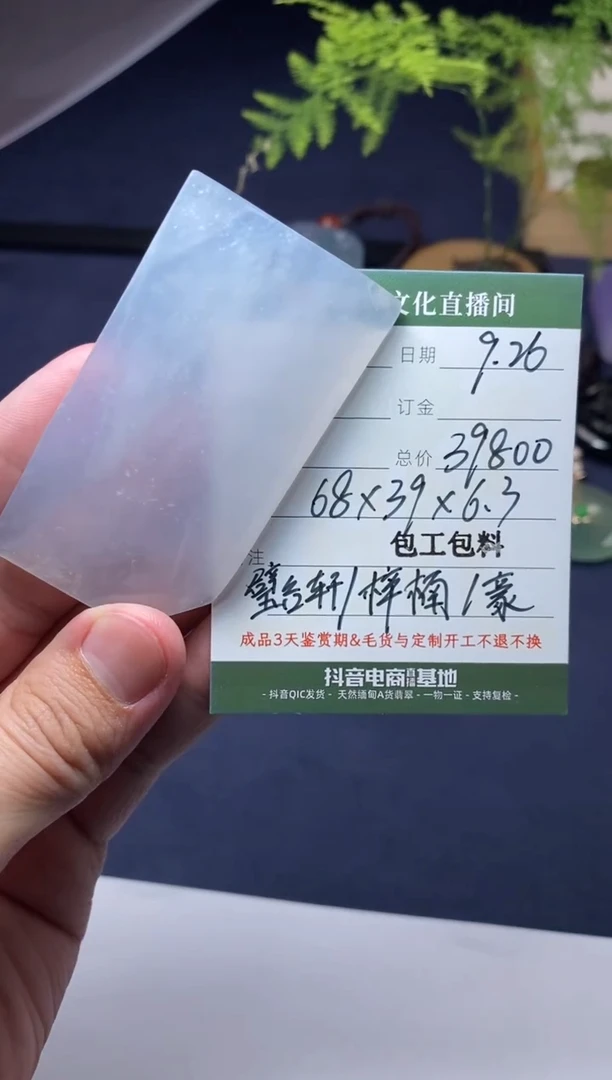 文化直播间
日期 9.26
订金
总价 39800
68×39×6.3
包工包料
注
台轩/梓楠/豪
成品3天鉴赏期&毛货与定制开工不退不换
抖音电商直播基地
- 抖音QIC发货 - 天然缅甸A货翡翠 - 一物一证 - 支持复检 -